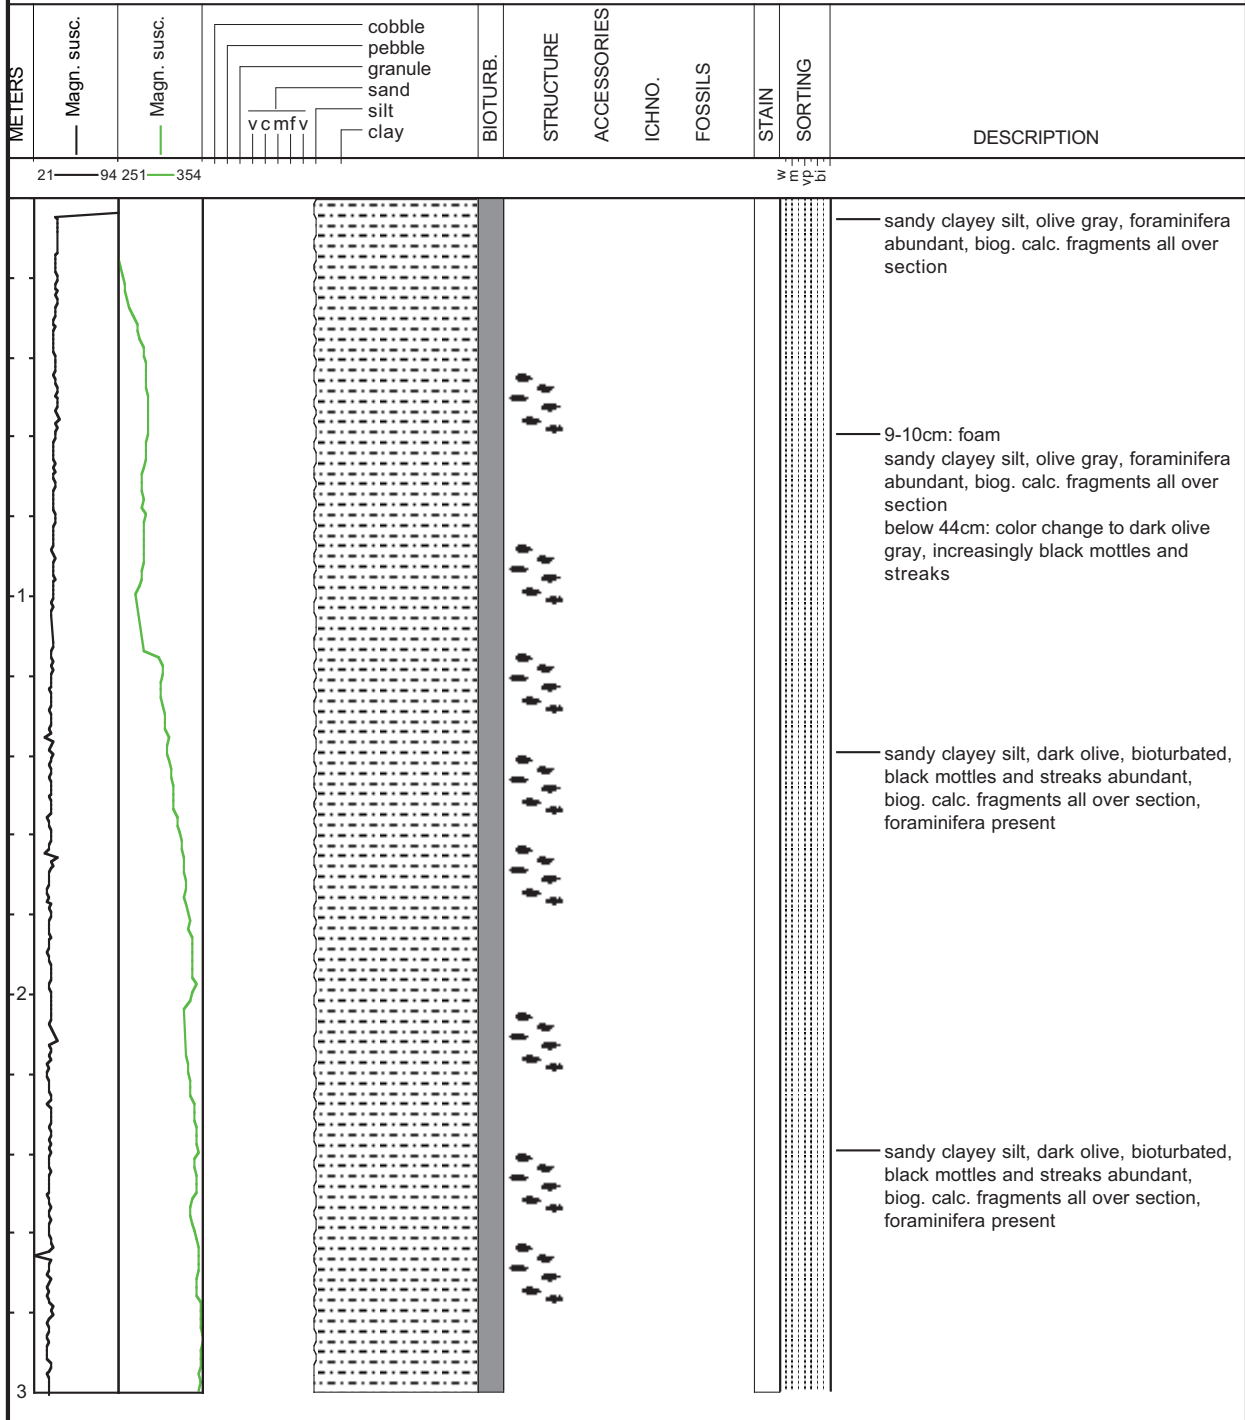 METERS
Magn. susc.
Magn. susc.
cobble
pebble
granule
sand
silt
clay
v c m f v
BIOTURB.
STRUCTURE
ACCESSORIES
ICHNO.
FOSSILS
STAIN
SORTING
DESCRIPTION
21 94
251 354
w
m
vp
bi
sandy clayey silt, olive gray, foraminifera
abundant, biog. calc. fragments all over
section
9-10cm: foam
sandy clayey silt, olive gray, foraminifera
abundant, biog. calc. fragments all over
section
below 44cm: color change to dark olive
gray, increasingly black mottles and
streaks
1
sandy clayey silt, dark olive, bioturbated,
black mottles and streaks abundant,
biog. calc. fragments all over section,
foraminifera present
2
sandy clayey silt, dark olive, bioturbated,
black mottles and streaks abundant,
biog. calc. fragments all over section,
foraminifera present
3